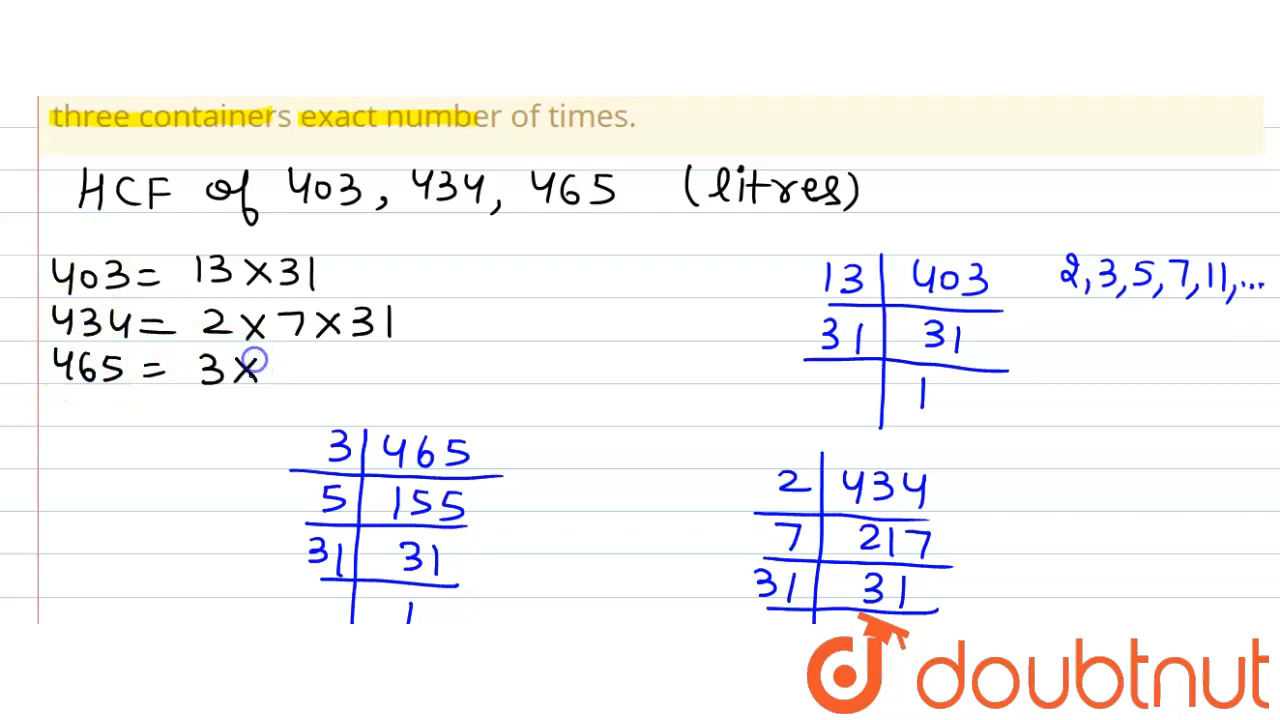 three containers exact number of times.
HCF of 403, 434, 465 (litres)
403 = 13 × 31
434 = 2 × 7 × 31
465 = 3 ×
13 | 403
31 | 31
1
2, 3, 5, 7, 11, ...
3 | 465
5 | 155
31 | 31
1
2 | 434
7 | 217
31 | 31
doubtnut